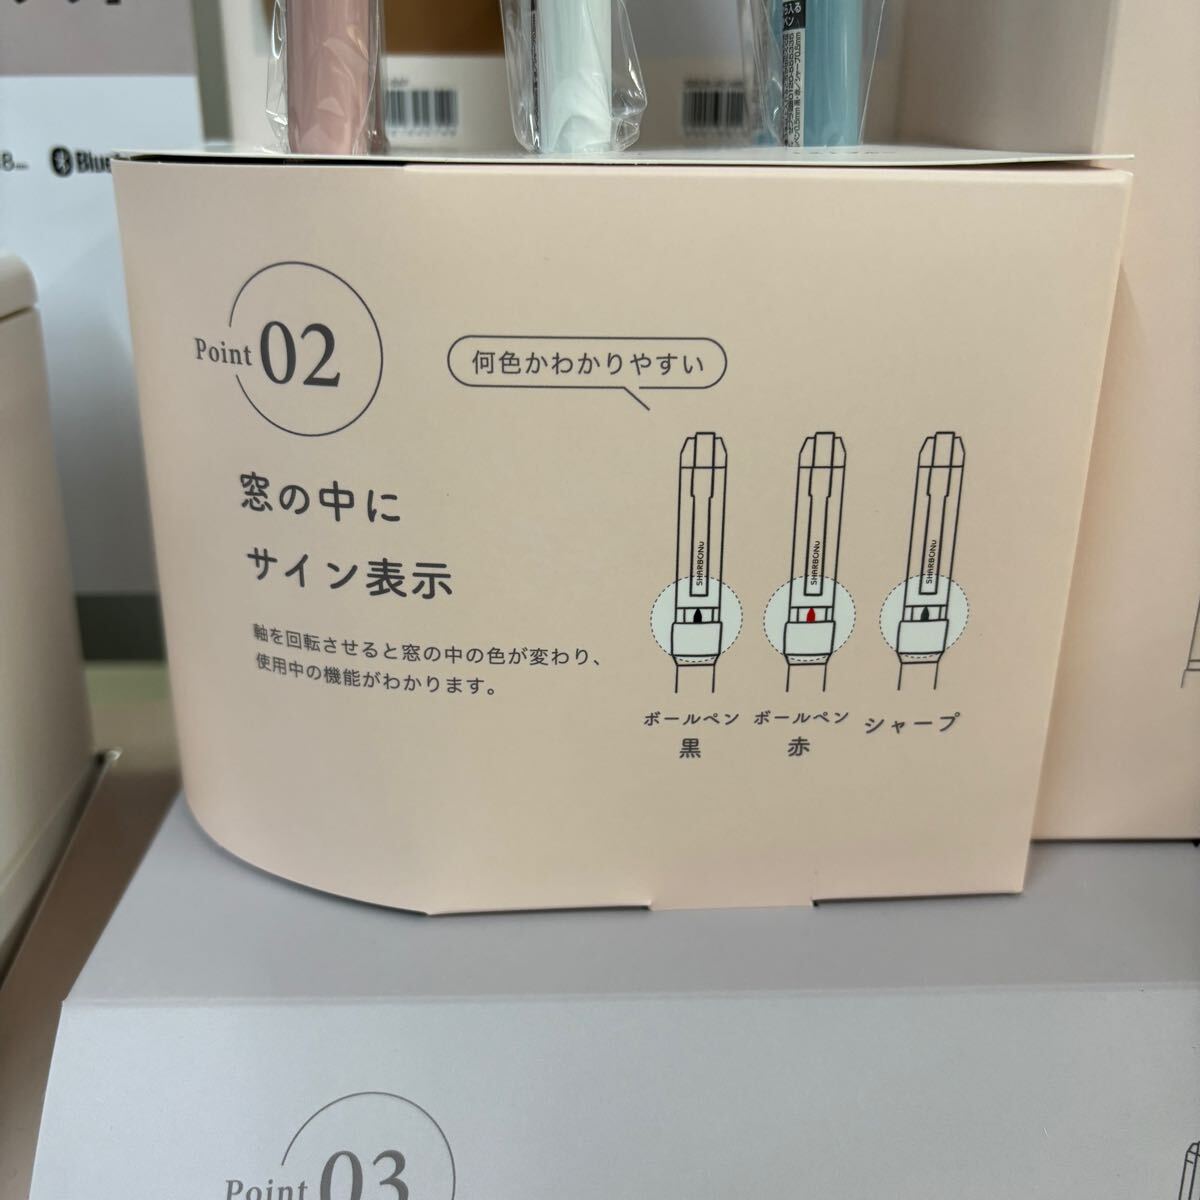 Point 02
何色かわかりやすい
窓の中に
サイン表示
軸を回転させると窓の中の色が変わり、
使用中の機能がわかります。
SHARBONU
SHARBONU
SHARBONU
ボールペン
黒
ボールペン
赤
シャープ
Point 03